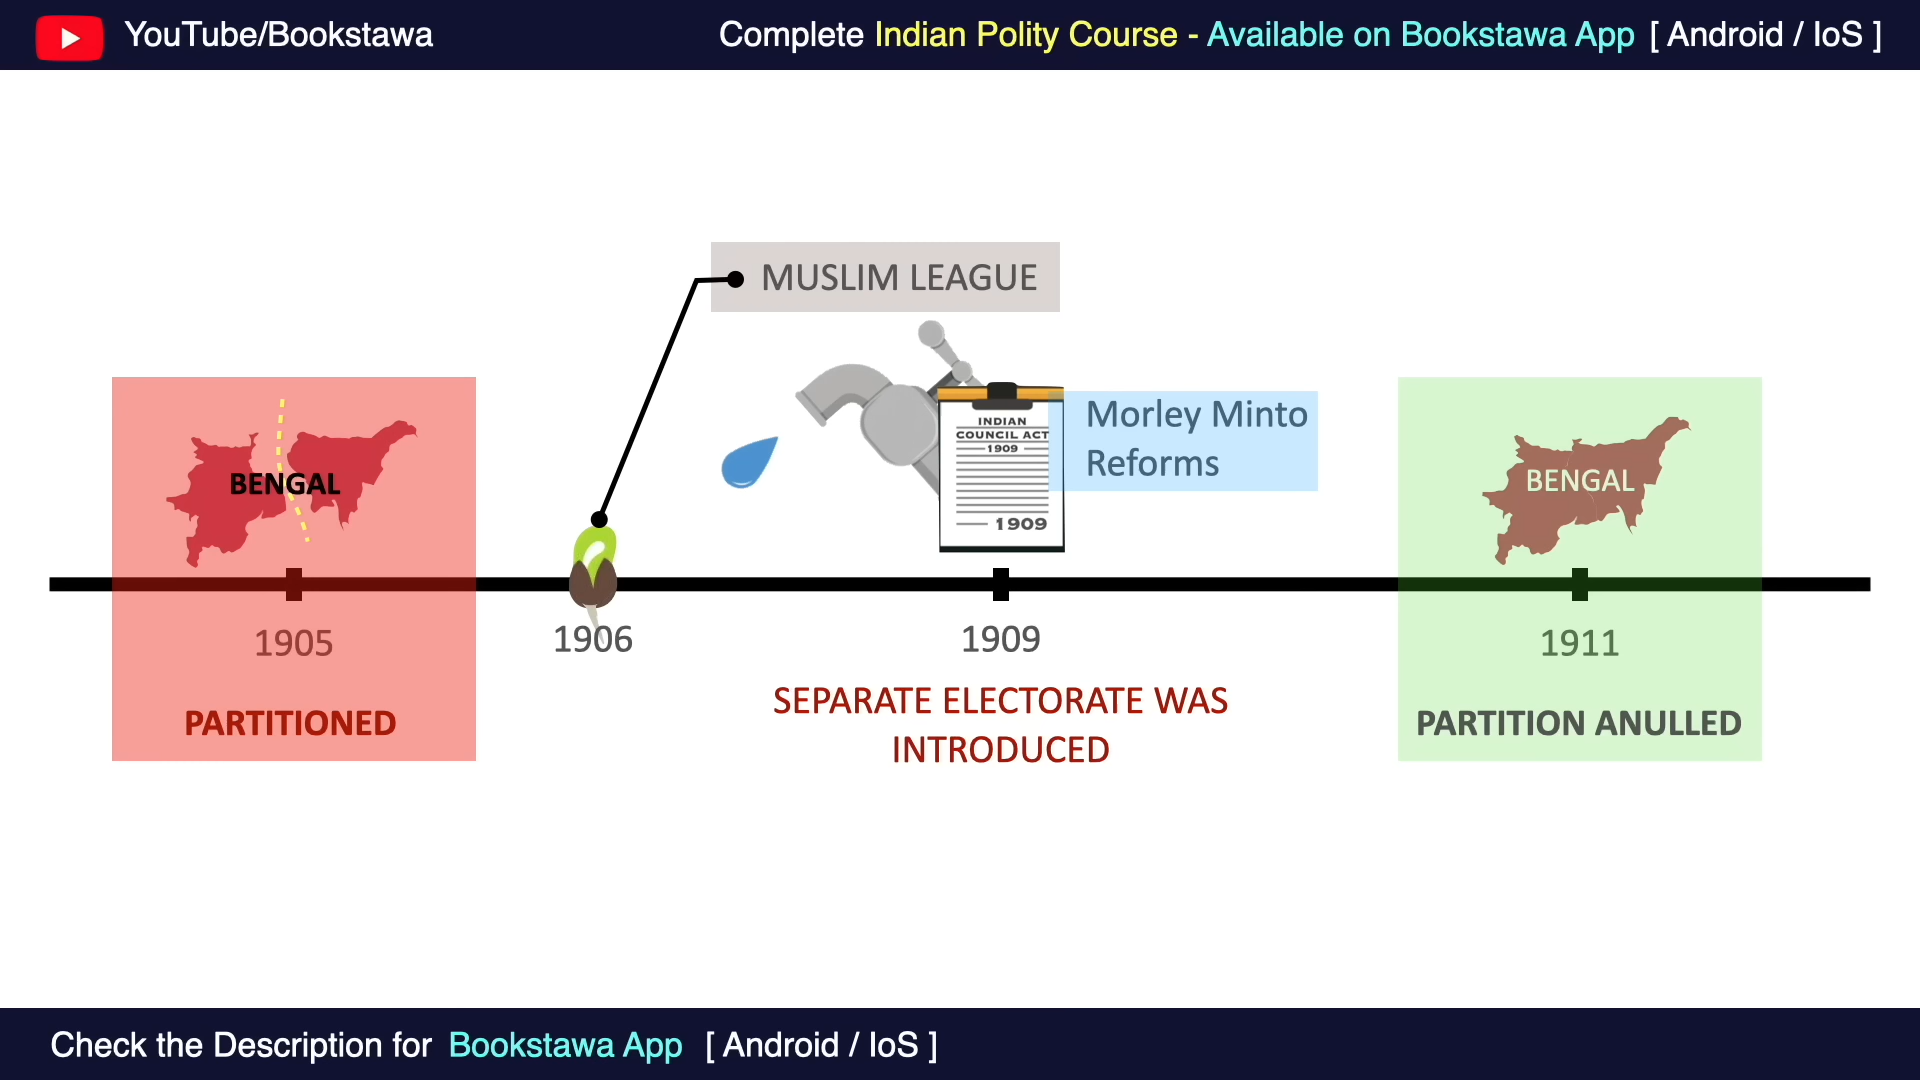 YouTube/Bookstawa
Complete Indian Polity Course - Available on Bookstawa App [ Android / IoS ]
MUSLIM LEAGUE
Morley Minto
Reforms
INDIAN
COUNCIL ACT
1909
1909
BENGAL
BENGAL
1905
1906
1909
1911
PARTITIONED
SEPARATE ELECTORATE WAS
INTRODUCED
PARTITION ANULLED
Check the Description for Bookstawa App [ Android / IoS ]